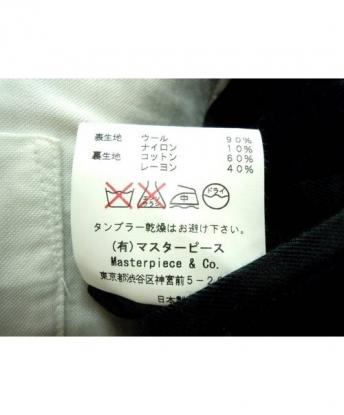 表生地 ウール 90%
ナイロン 10%
裏生地 コットン 60%
レーヨン 40%
ドライ
タンブラー乾燥はお避け下さい。
(有)マスターピース
Masterpiece & Co.
東京都渋谷区神宮前5-2
日本製